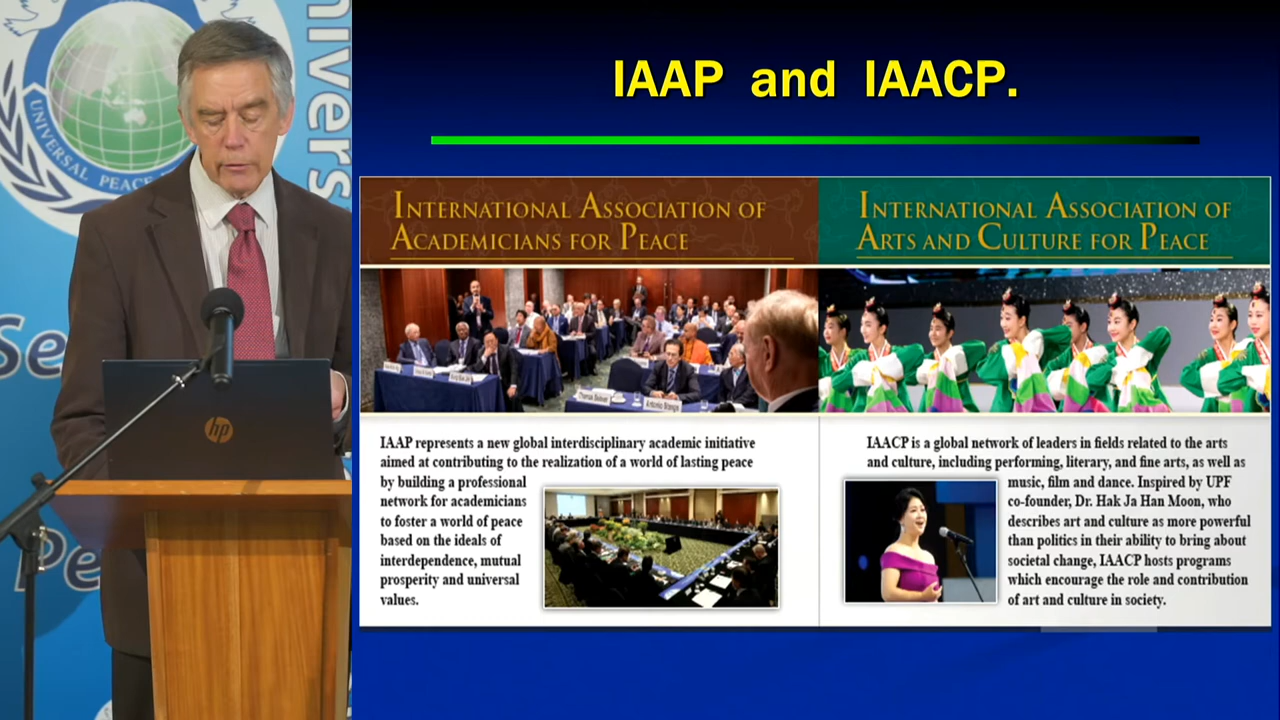 UNIVERSAL PEACE
nivers
Se
Pe
hp
IAAP and IAACP.
INTERNATIONAL ASSOCIATION OF
ACADEMICIANS FOR PEACE
IAAP represents a new global interdisciplinary academic initiative
aimed at contributing to the realization of a world of lasting peace
by building a professional
network for academicians
to foster a world of peace
based on the ideals of
interdependence, mutual
prosperity and universal
values.
INTERNATIONAL ASSOCIATION OF
ARTS AND CULTURE FOR PEACE
IAACP is a global network of leaders in fields related to the arts
and culture, including performing, literary, and fine arts, as well as
music, film and dance. Inspired by UPF
co-founder, Dr. Hak Ja Han Moon, who
describes art and culture as more powerful
than politics in their ability to bring about
societal change, IAACP hosts programs
which encourage the role and contribution
of art and culture in society.